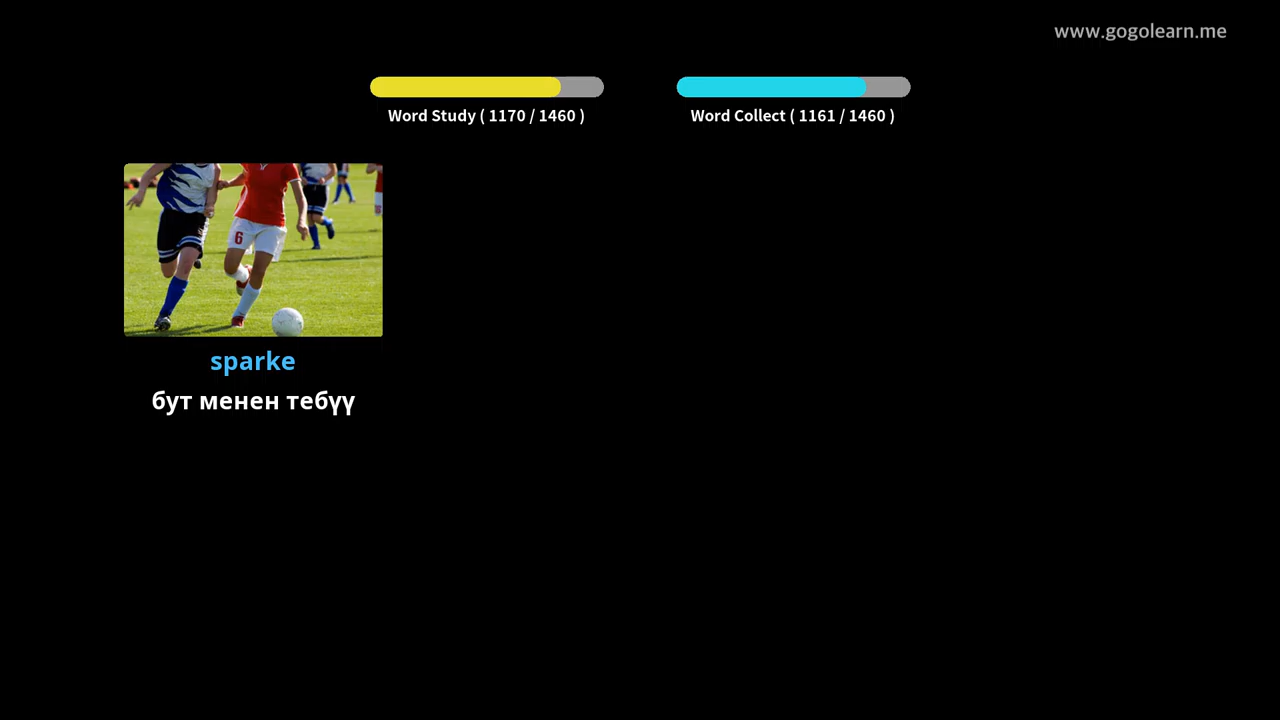 www.gogolearn.me
Word Study ( 1170 / 1460 )
Word Collect ( 1161 / 1460 )
6
sparke
бут менен тебүү